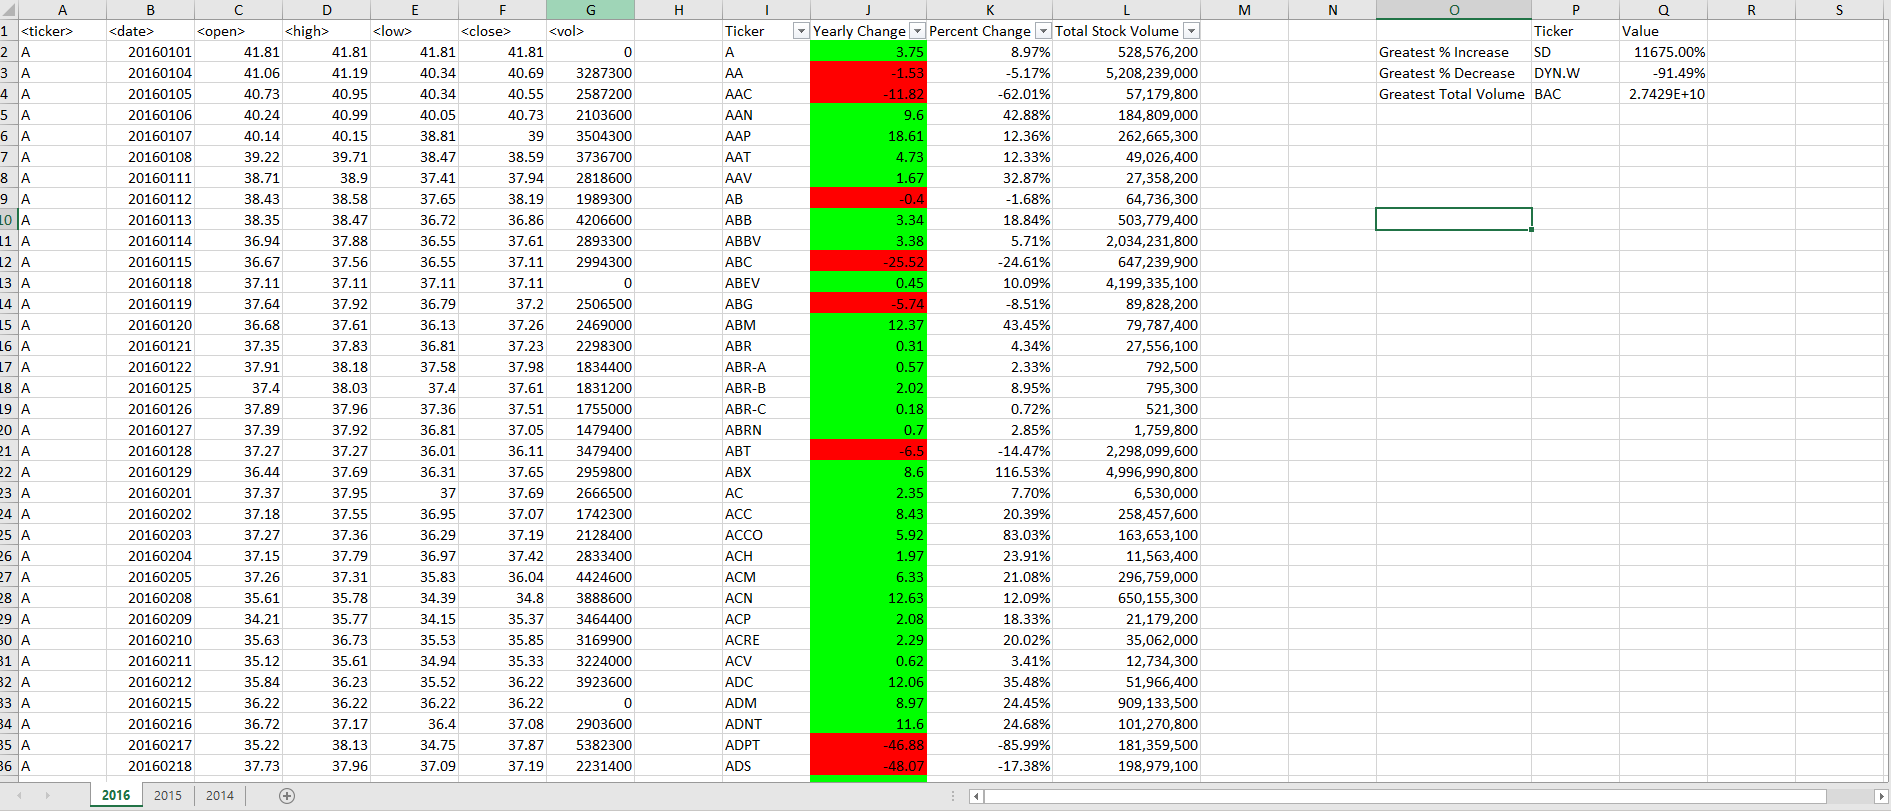 A B C D E F G H I J K L M N O P Q R S
1 <ticker> <date> <open> <high> <low> <close> <vol> Ticker Yearly Change Percent Change Total Stock Volume Ticker Value
2 A 20160101 41.81 41.81 41.81 41.81 0 A 3.75 8.97% 528,576,200 Greatest % Increase SD 11675.00%
3 A 20160104 41.06 41.19 40.34 40.69 3287300 AA -1.53 -5.17% 5,208,239,000 Greatest % Decrease DYN.W -91.49%
4 A 20160105 40.73 40.95 40.34 40.55 2587200 AAC -11.82 -62.01% 57,179,800 Greatest Total Volume BAC 2.7429E+10
5 A 20160106 40.24 40.99 40.05 40.73 2103600 AAN 9.6 42.88% 184,809,000
6 A 20160107 40.14 40.15 38.81 39 3504300 AAP 18.61 12.36% 262,665,300
7 A 20160108 39.22 39.71 38.47 38.59 3736700 AAT 4.73 12.33% 49,026,400
8 A 20160111 38.71 38.9 37.41 37.94 2818600 AAV 1.67 32.87% 27,358,200
9 A 20160112 38.43 38.58 37.65 38.19 1989300 AB -0.4 -1.68% 64,736,300
10 A 20160113 38.35 38.47 36.72 36.86 4206600 ABB 3.34 18.84% 503,779,400
11 A 20160114 36.94 37.88 36.55 37.61 2893300 ABBV 3.38 5.71% 2,034,231,800
12 A 20160115 36.67 37.56 36.55 37.11 2994300 ABC -25.52 -24.61% 647,239,900
13 A 20160118 37.11 37.11 37.11 37.11 0 ABEV 0.45 10.09% 4,199,335,100
14 A 20160119 37.64 37.92 36.79 37.2 2506500 ABG -5.74 -8.51% 89,828,200
15 A 20160120 36.68 37.61 36.13 37.26 2469000 ABM 12.37 43.45% 79,787,400
16 A 20160121 37.35 37.83 36.81 37.23 2298300 ABR 0.31 4.34% 27,556,100
17 A 20160122 37.91 38.18 37.58 37.98 1834400 ABR-A 0.57 2.33% 792,500
18 A 20160125 37.4 38.03 37.4 37.61 1831200 ABR-B 2.02 8.95% 795,300
19 A 20160126 37.89 37.96 37.36 37.51 1755000 ABR-C 0.18 0.72% 521,300
20 A 20160127 37.39 37.92 36.81 37.05 1479400 ABRN 0.7 2.85% 1,759,800
21 A 20160128 37.27 37.27 36.01 36.11 3479400 ABT -6.5 -14.47% 2,298,099,600
22 A 20160129 36.44 37.69 36.31 37.65 2959800 ABX 8.6 116.53% 4,996,990,800
23 A 20160201 37.37 37.95 37 37.69 2666500 AC 2.35 7.70% 6,530,000
24 A 20160202 37.18 37.55 36.95 37.07 1742300 ACC 8.43 20.39% 258,457,600
25 A 20160203 37.27 37.36 36.29 37.19 2128400 ACCO 5.92 83.03% 163,653,100
26 A 20160204 37.15 37.79 36.97 37.42 2833400 ACH 1.97 23.91% 11,563,400
27 A 20160205 37.26 37.31 35.83 36.04 4424600 ACM 6.33 21.08% 296,759,000
28 A 20160208 35.61 35.78 34.39 34.8 3888600 ACN 12.63 12.09% 650,155,300
29 A 20160209 34.21 35.77 34.15 35.37 3464400 ACP 2.08 18.33% 21,179,200
30 A 20160210 35.63 36.73 35.53 35.85 3169900 ACRE 2.29 20.02% 35,062,000
31 A 20160211 35.12 35.61 34.94 35.33 3224000 ACV 0.62 3.41% 12,734,300
32 A 20160212 35.84 36.23 35.52 36.22 3923600 ADC 12.06 35.48% 51,966,400
33 A 20160215 36.22 36.22 36.22 36.22 0 ADM 8.97 24.45% 909,133,500
34 A 20160216 36.72 37.17 36.4 37.08 2903600 ADNT 11.6 24.68% 101,270,800
35 A 20160217 35.22 38.13 34.75 37.87 5382300 ADPT -46.88 -85.99% 181,359,500
36 A 20160218 37.73 37.96 37.09 37.19 2231400 ADS -48.07 -17.38% 198,979,100
2016 2015 2014